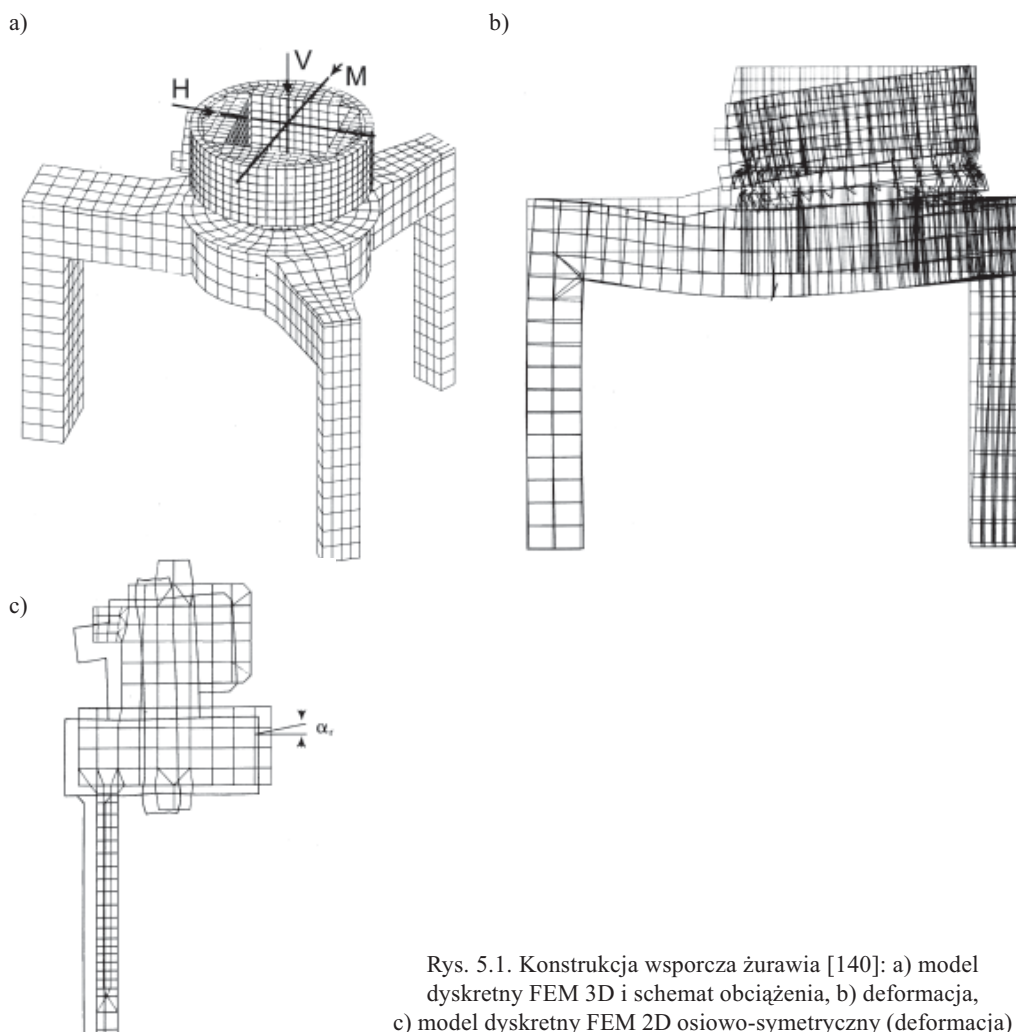 a)
b)
V
M
H
c)
αr
Rys. 5.1. Konstrukcja wsporcza żurawia [140]: a) model
dyskretny FEM 3D i schemat obciążenia, b) deformacja,
c) model dyskretny FEM 2D osiowo-symetryczny (deformacja)